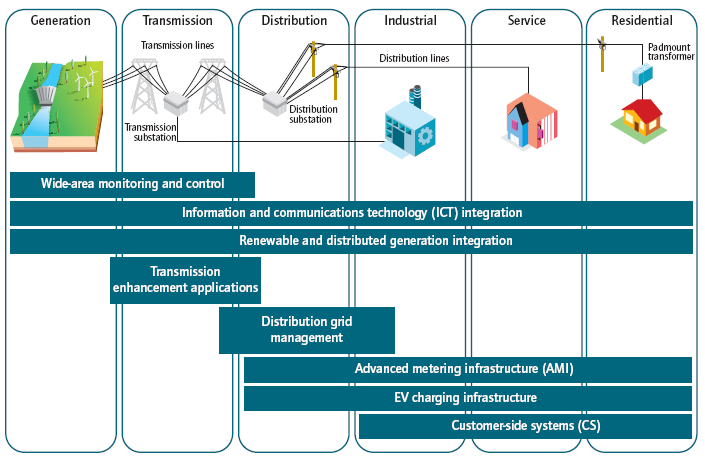 Generation
Transmission
Distribution
Industrial
Service
Residential
Transmission lines
Distribution lines
Padmount
transformer
Transmission
substation
Distribution
substation
Wide-area monitoring and control
Information and communications technology (ICT) integration
Renewable and distributed generation integration
Transmission
enhancement applications
Distribution grid
management
Advanced metering infrastructure (AMI)
EV charging infrastructure
Customer-side systems (CS)